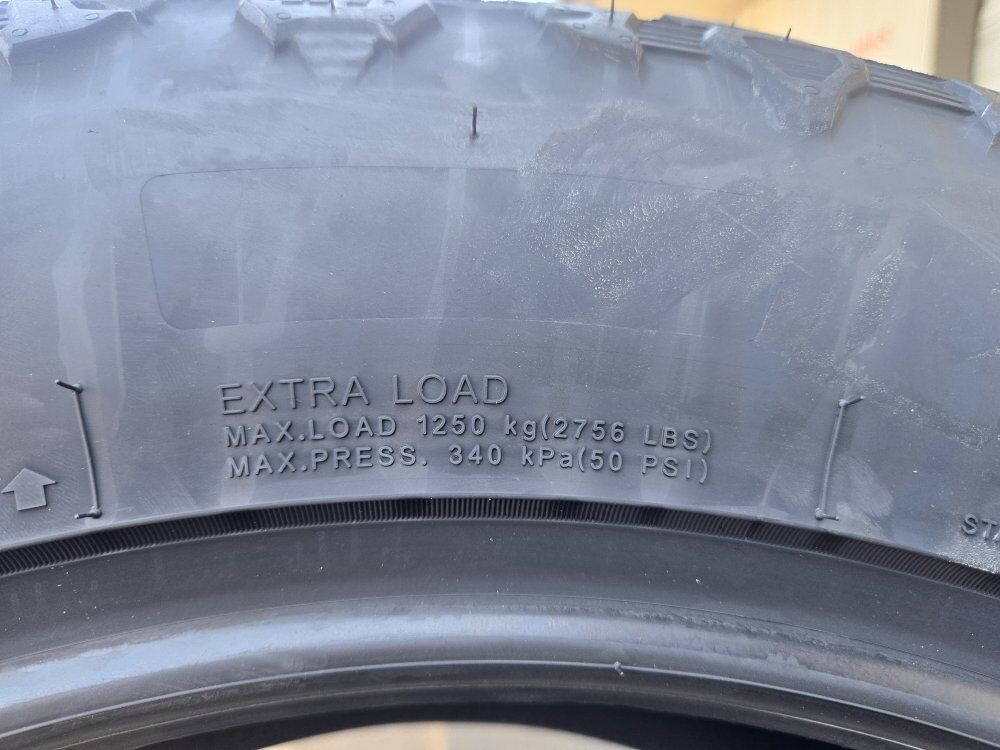 EXTRA LOAD
MAX.LOAD 1250 kg(2756 LBS)
MAX.PRESS. 340 kPa(50 PSI)